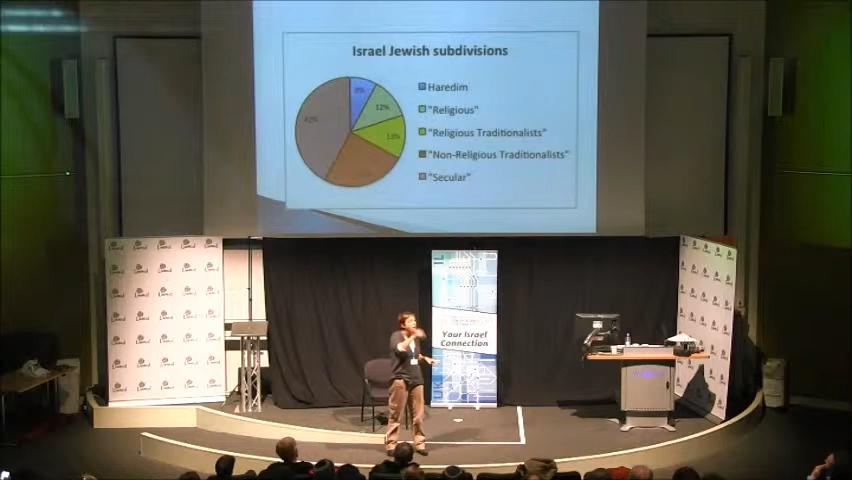 Israel Jewish subdivisions
8%
12%
13%
42%
Haredim
"Religious"
"Religious Traditionalists"
"Non-Religious Traditionalists"
"Secular"
Your Israel
Connection